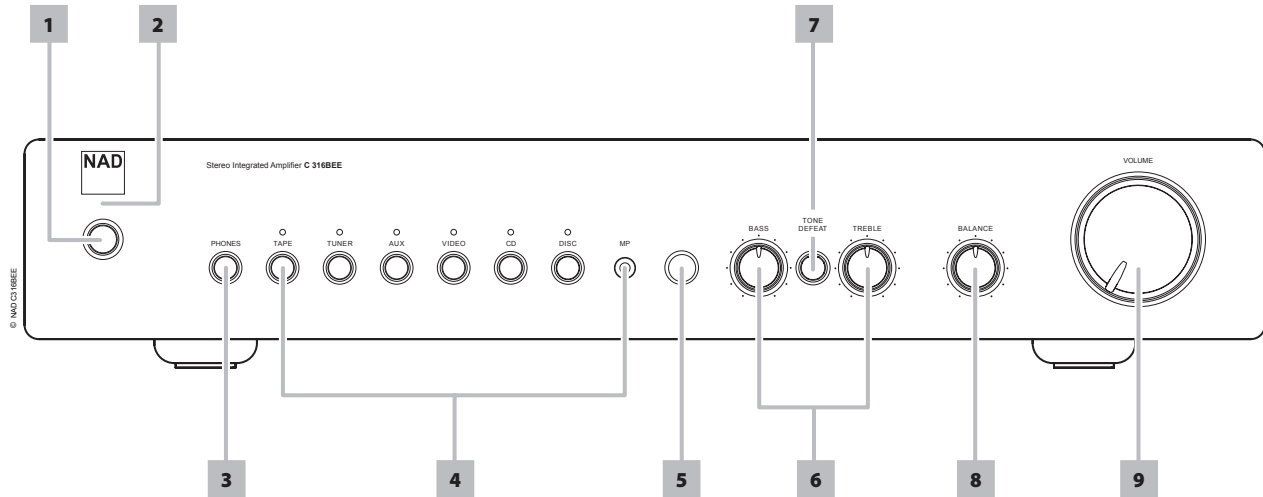 1 2 7
NAD
Stereo Integrated Amplifier C 316BEE
VOLUME
PHONES TAPE TUNER AUX VIDEO CD DISC MP
BASS TONE DEFEAT TREBLE BALANCE
© NAD C316BEE
3 4 5 6 8 9